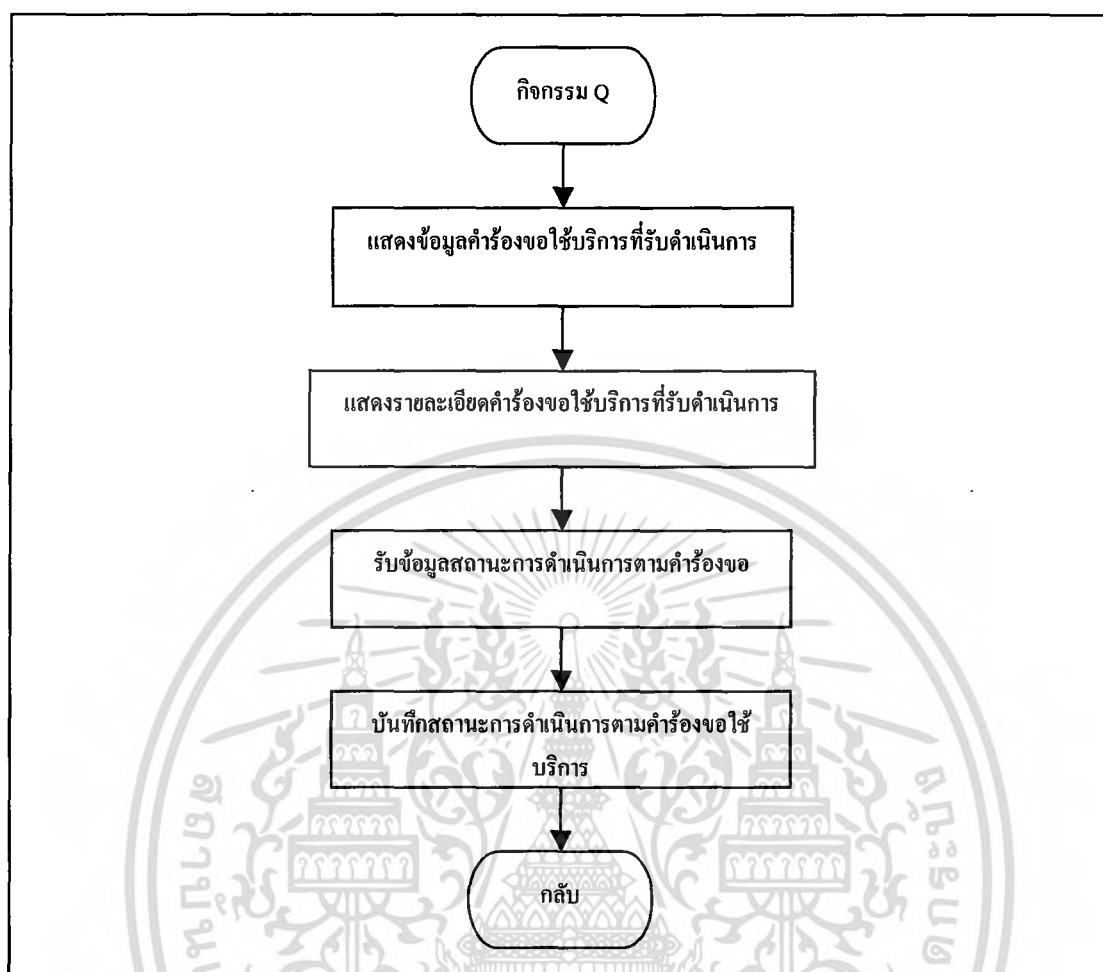 กิจกรรม Q
แสดงข้อมูลคำร้องขอใช้บริการที่รับดำเนินการ
แสดงรายละเอียดคำร้องขอใช้บริการที่รับดำเนินการ
รับข้อมูลสถานะการดำเนินการตามคำร้องขอ
บันทึกสถานะการดำเนินการตามคำร้องขอใช้
บริการ
กลับ